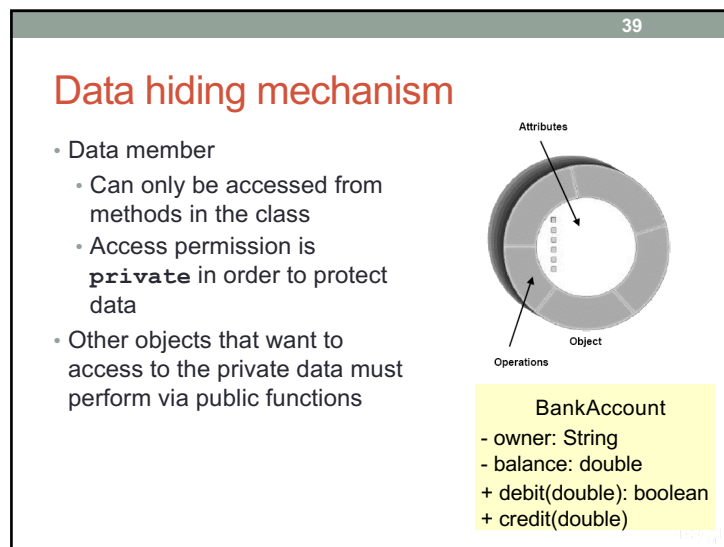 39
Data hiding mechanism
• Data member
• Can only be accessed from
methods in the class
• Access permission is
private in order to protect
data
• Other objects that want to
access to the private data must
perform via public functions
Attributes
Operations
Object
BankAccount
- owner: String
- balance: double
+ debit(double): boolean
+ credit(double)